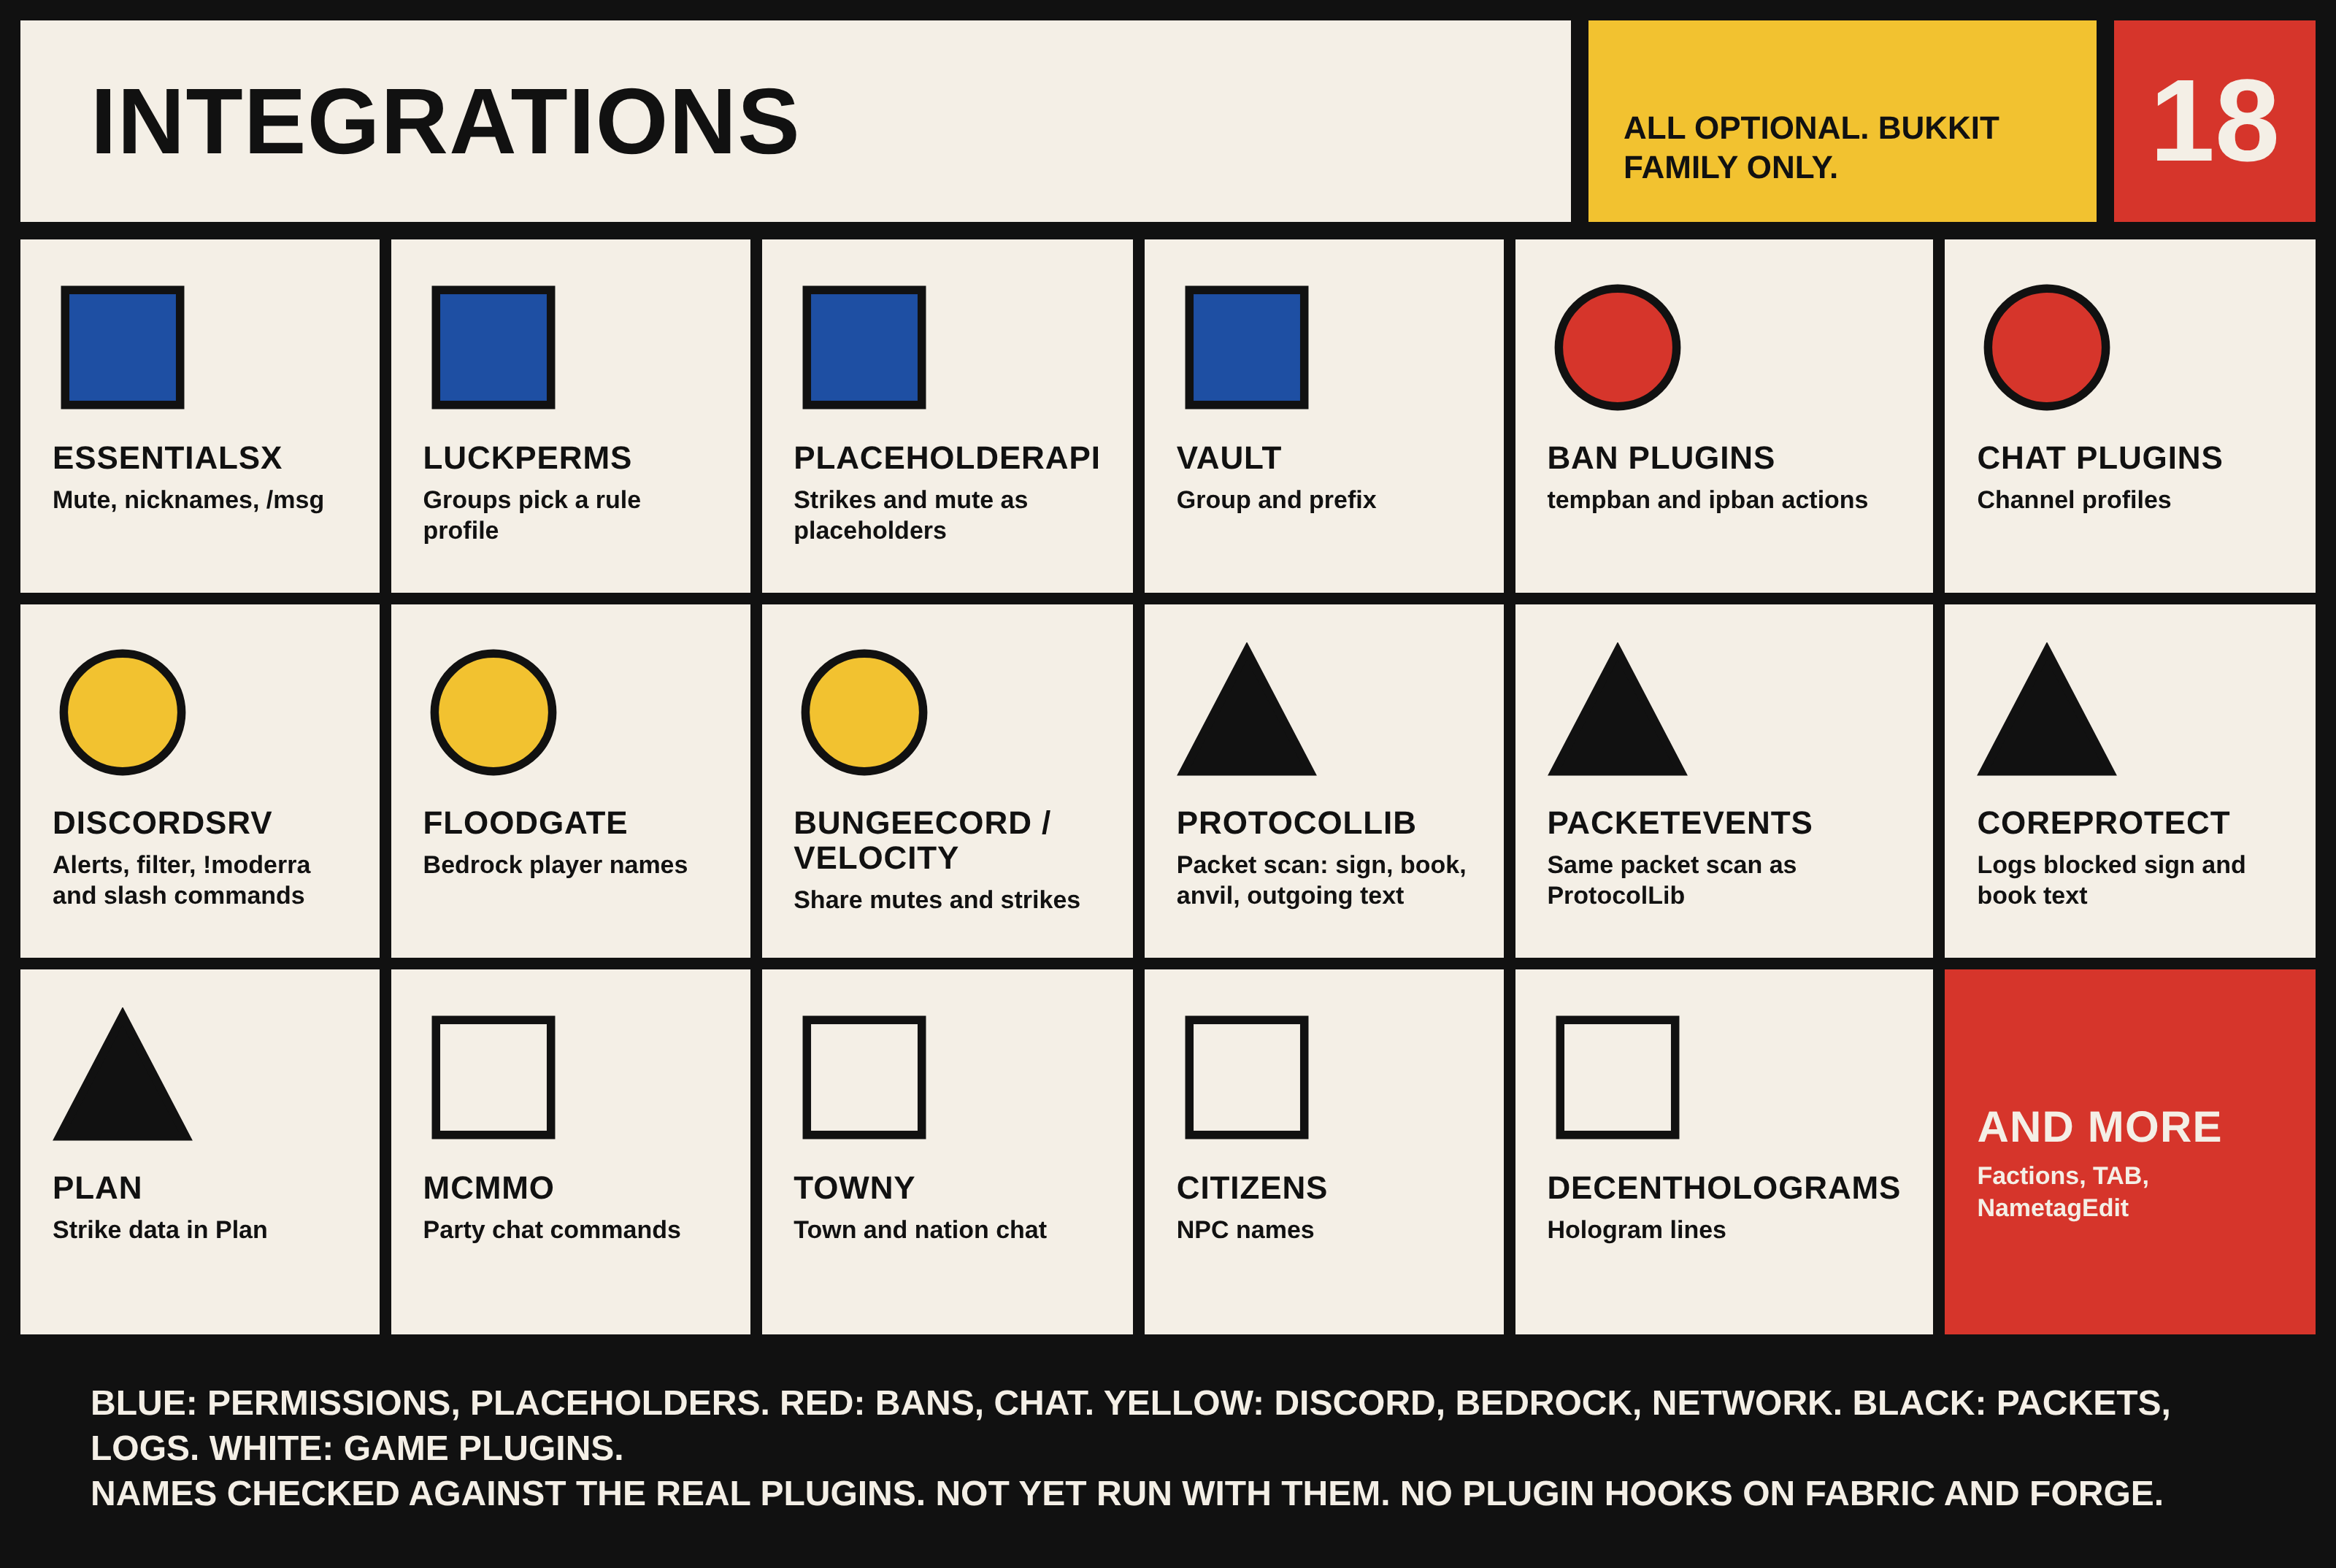 INTEGRATIONS
ALL OPTIONAL. BUKKIT
FAMILY ONLY.
18
ESSENTIALSX
Mute, nicknames, /msg
LUCKPERMS
Groups pick a rule
profile
PLACEHOLDERAPI
Strikes and mute as
placeholders
VAULT
Group and prefix
BAN PLUGINS
tempban and ipban actions
CHAT PLUGINS
Channel profiles
DISCORDSRV
Alerts, filter, !moderra
and slash commands
FLOODGATE
Bedrock player names
BUNGEECORD /
VELOCITY
Share mutes and strikes
PROTOCOLLIB
Packet scan: sign, book,
anvil, outgoing text
PACKETEVENTS
Same packet scan as
ProtocolLib
COREPROTECT
Logs blocked sign and
book text
PLAN
Strike data in Plan
MCMMO
Party chat commands
TOWNY
Town and nation chat
CITIZENS
NPC names
DECENTHOLOGRAMS
Hologram lines
AND MORE
Factions, TAB,
NametagEdit
BLUE: PERMISSIONS, PLACEHOLDERS. RED: BANS, CHAT. YELLOW: DISCORD, BEDROCK, NETWORK. BLACK: PACKETS,
LOGS. WHITE: GAME PLUGINS.
NAMES CHECKED AGAINST THE REAL PLUGINS. NOT YET RUN WITH THEM. NO PLUGIN HOOKS ON FABRIC AND FORGE.